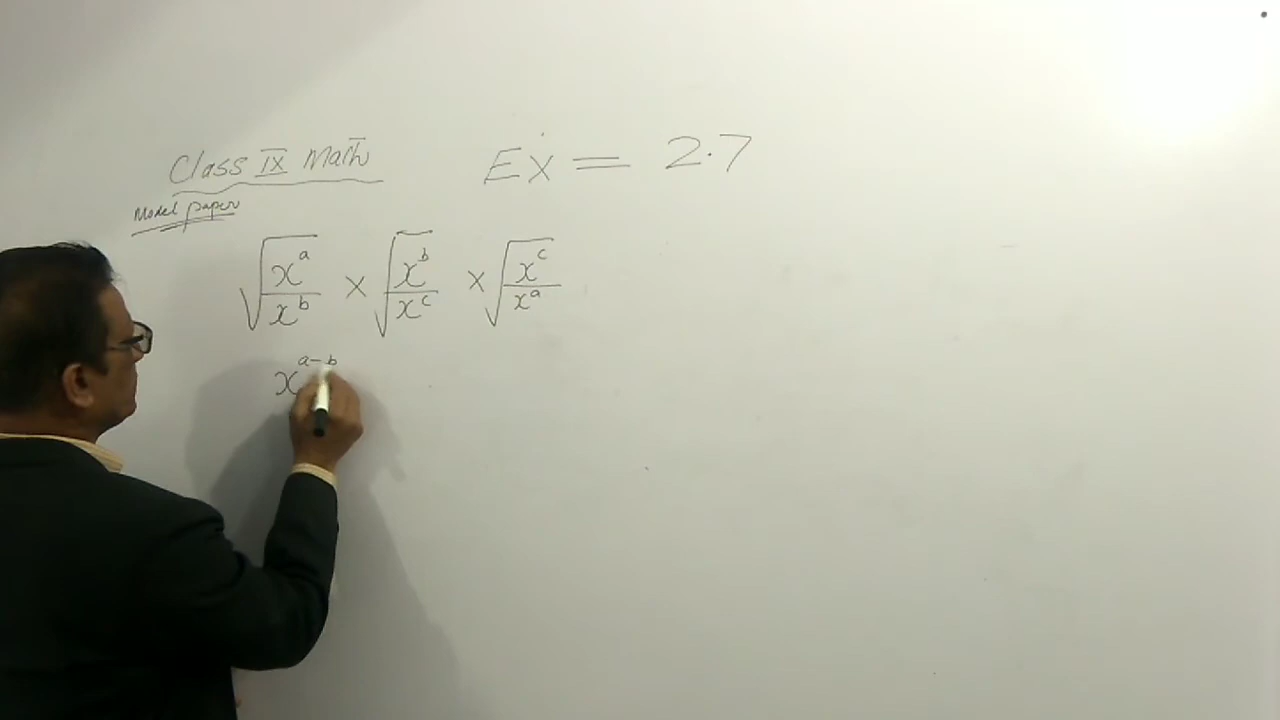 Class IX Math Ex = 2.7
Model paper
√(x^a/x^b) × √(x^b/x^c) × √(x^c/x^a)
x^a-b